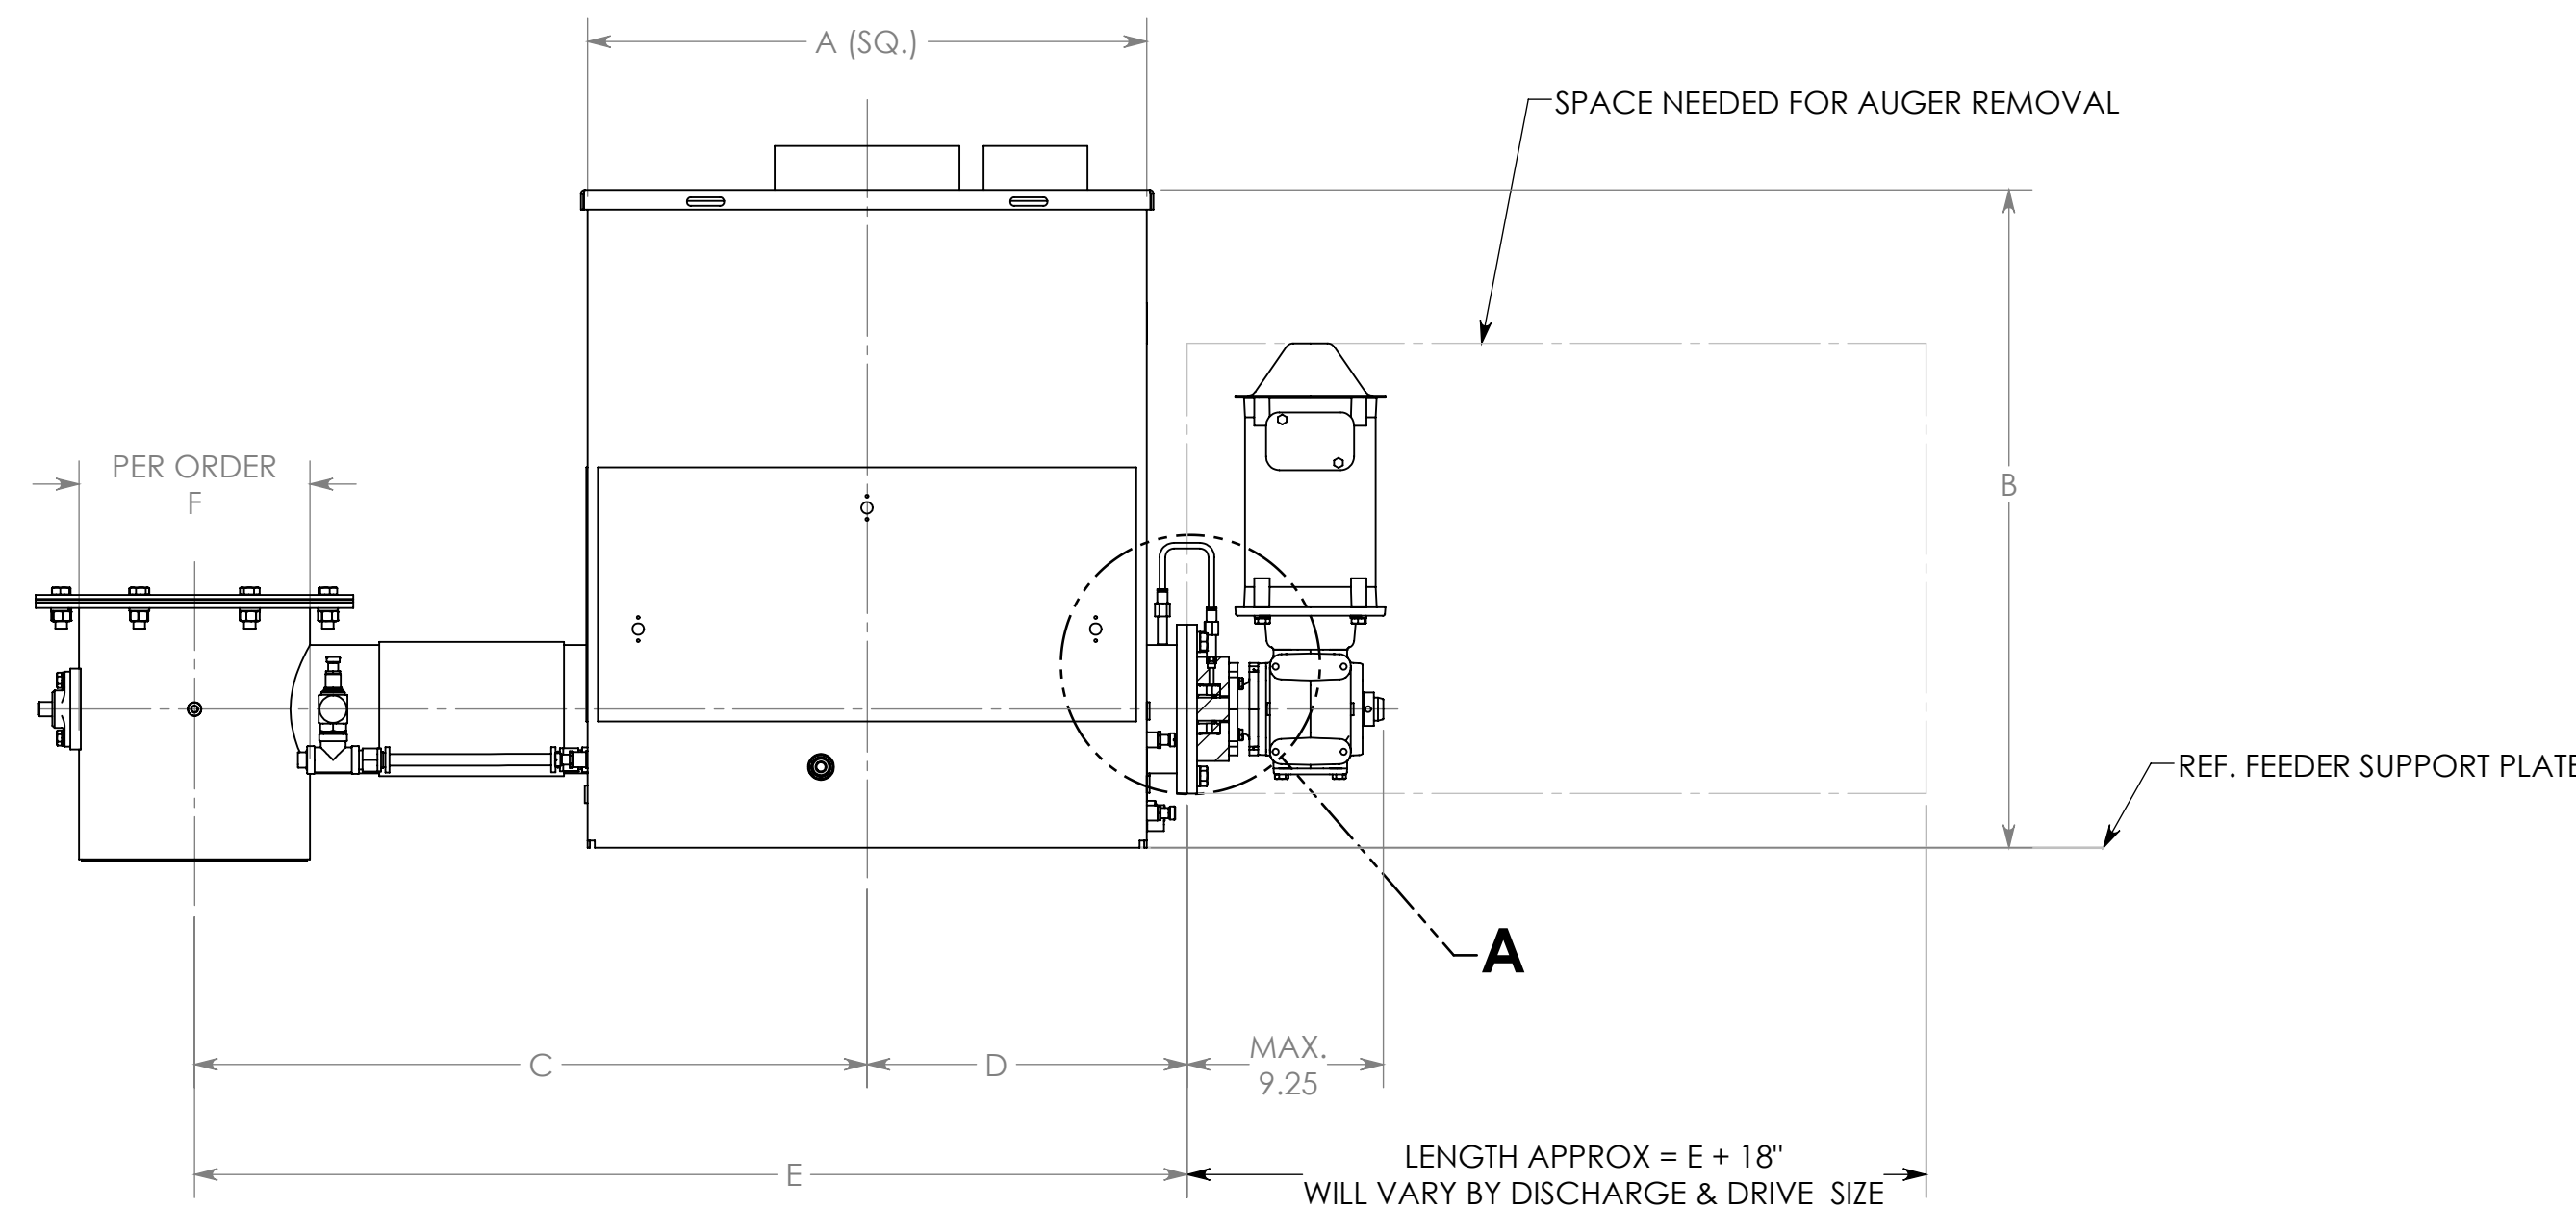 A (SQ.)
SPACE NEEDED FOR AUGER REMOVAL
PER ORDER
F
B
REF. FEEDER SUPPORT PLATE
A
C
D
MAX.
9.25
E
LENGTH APPROX = E + 18"
WILL VARY BY DISCHARGE & DRIVE SIZE